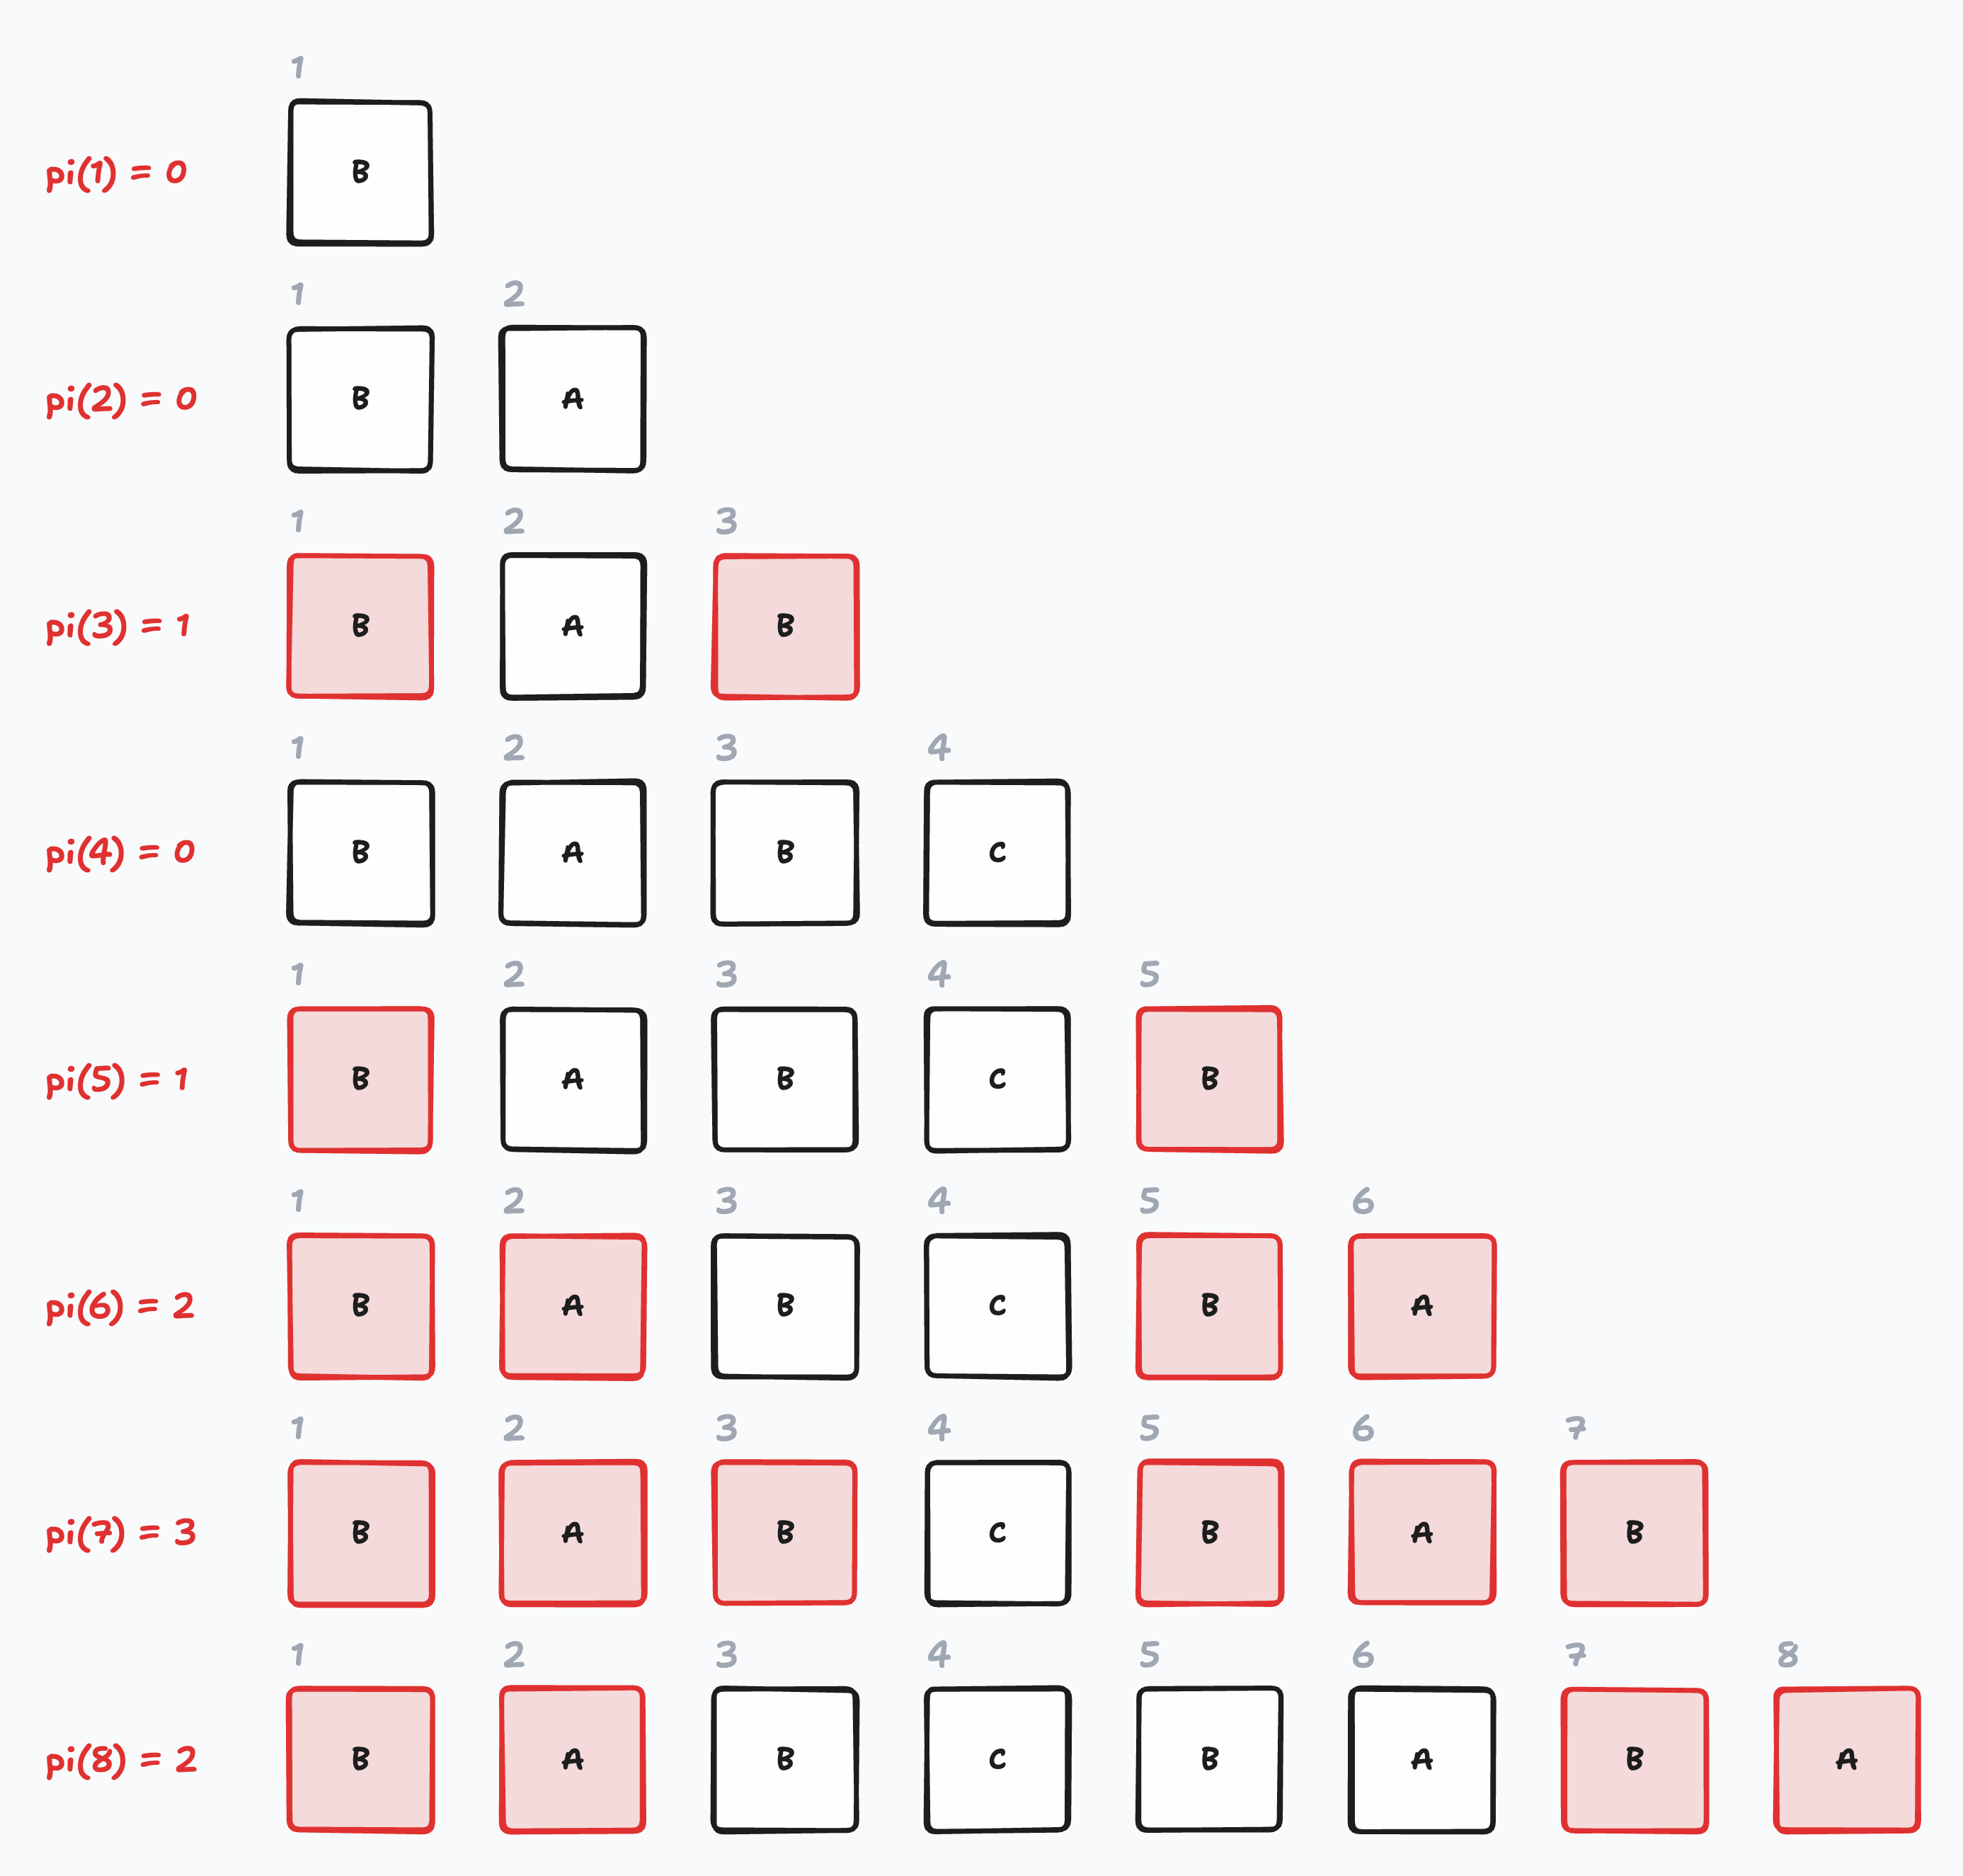 1
pi(1) = 0 B
1 2
pi(2) = 0 B A
1 2 3
pi(3) = 1 B A B
1 2 3 4
pi(4) = 0 B A B C
1 2 3 4 5
pi(5) = 1 B A B C B
1 2 3 4 5 6
pi(6) = 2 B A B C B A
1 2 3 4 5 6 7
pi(7) = 3 B A B C B A B
1 2 3 4 5 6 7 8
pi(8) = 2 B A B C B A B A